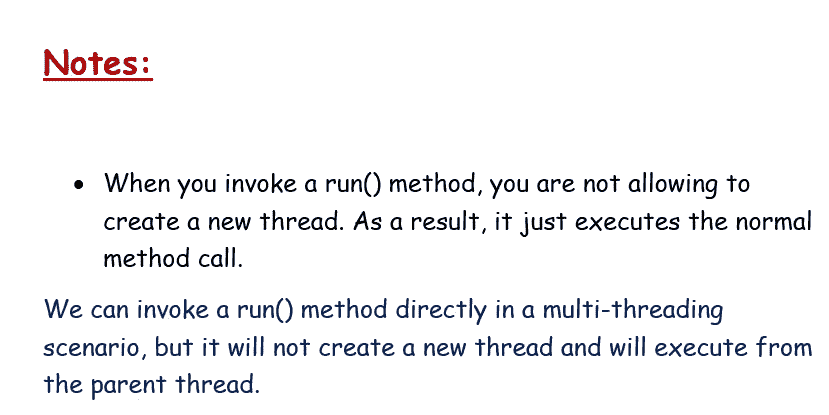 Notes:
• When you invoke a run() method, you are not allowing to
create a new thread. As a result, it just executes the normal
method call.
We can invoke a run() method directly in a multi-threading
scenario, but it will not create a new thread and will execute from
the parent thread.